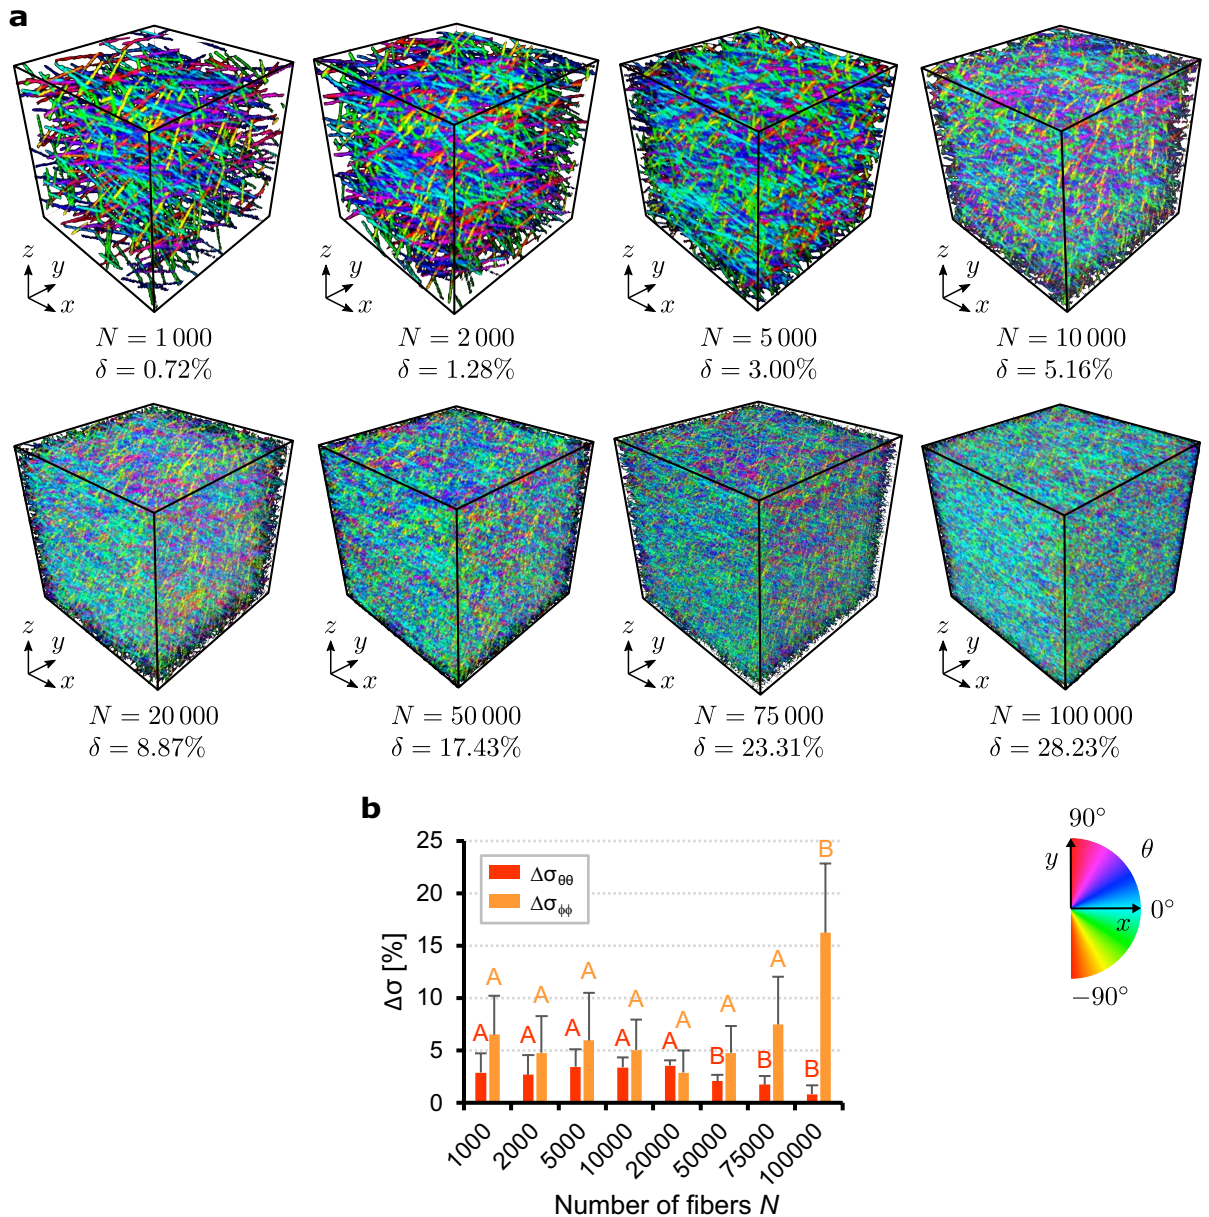 a
z
y
x
N = 1 000
δ = 0.72%
z
y
x
N = 2 000
δ = 1.28%
z
y
x
N = 5 000
δ = 3.00%
z
y
x
N = 10 000
δ = 5.16%
z
y
x
N = 20 000
δ = 8.87%
z
y
x
N = 50 000
δ = 17.43%
z
y
x
N = 75 000
δ = 23.31%
z
y
x
N = 100 000
δ = 28.23%
b
Δσ [%]
25
20
15
10
5
0
Δσθθ
Δσϕϕ
A A
A A
A A
A A
A A
B A
B A
B B
1000
2000
5000
10000
20000
50000
75000
100000
Number of fibers N
90°
y
θ
x
0°
−90°